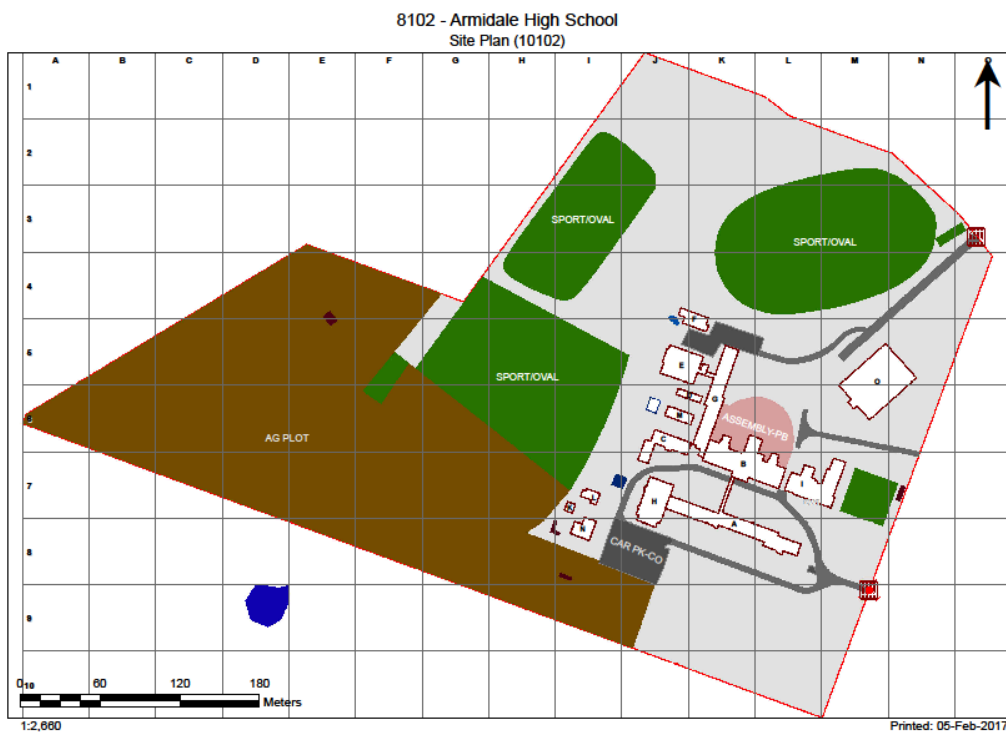 8102 - Armidale High School
Site Plan (10102)
A B C D E F G H I J K L M N O
1
2
3
4
5
6
7
8
9
SPORT/OVAL
SPORT/OVAL
SPORT/OVAL
AG PLOT
ASSEMBLY-PB
CAR PK-CO
F
E
G
O
M
C
B
I
H
A
L
K
N
0 10 60 120 180
Meters
1:2,660
Printed: 05-Feb-2017